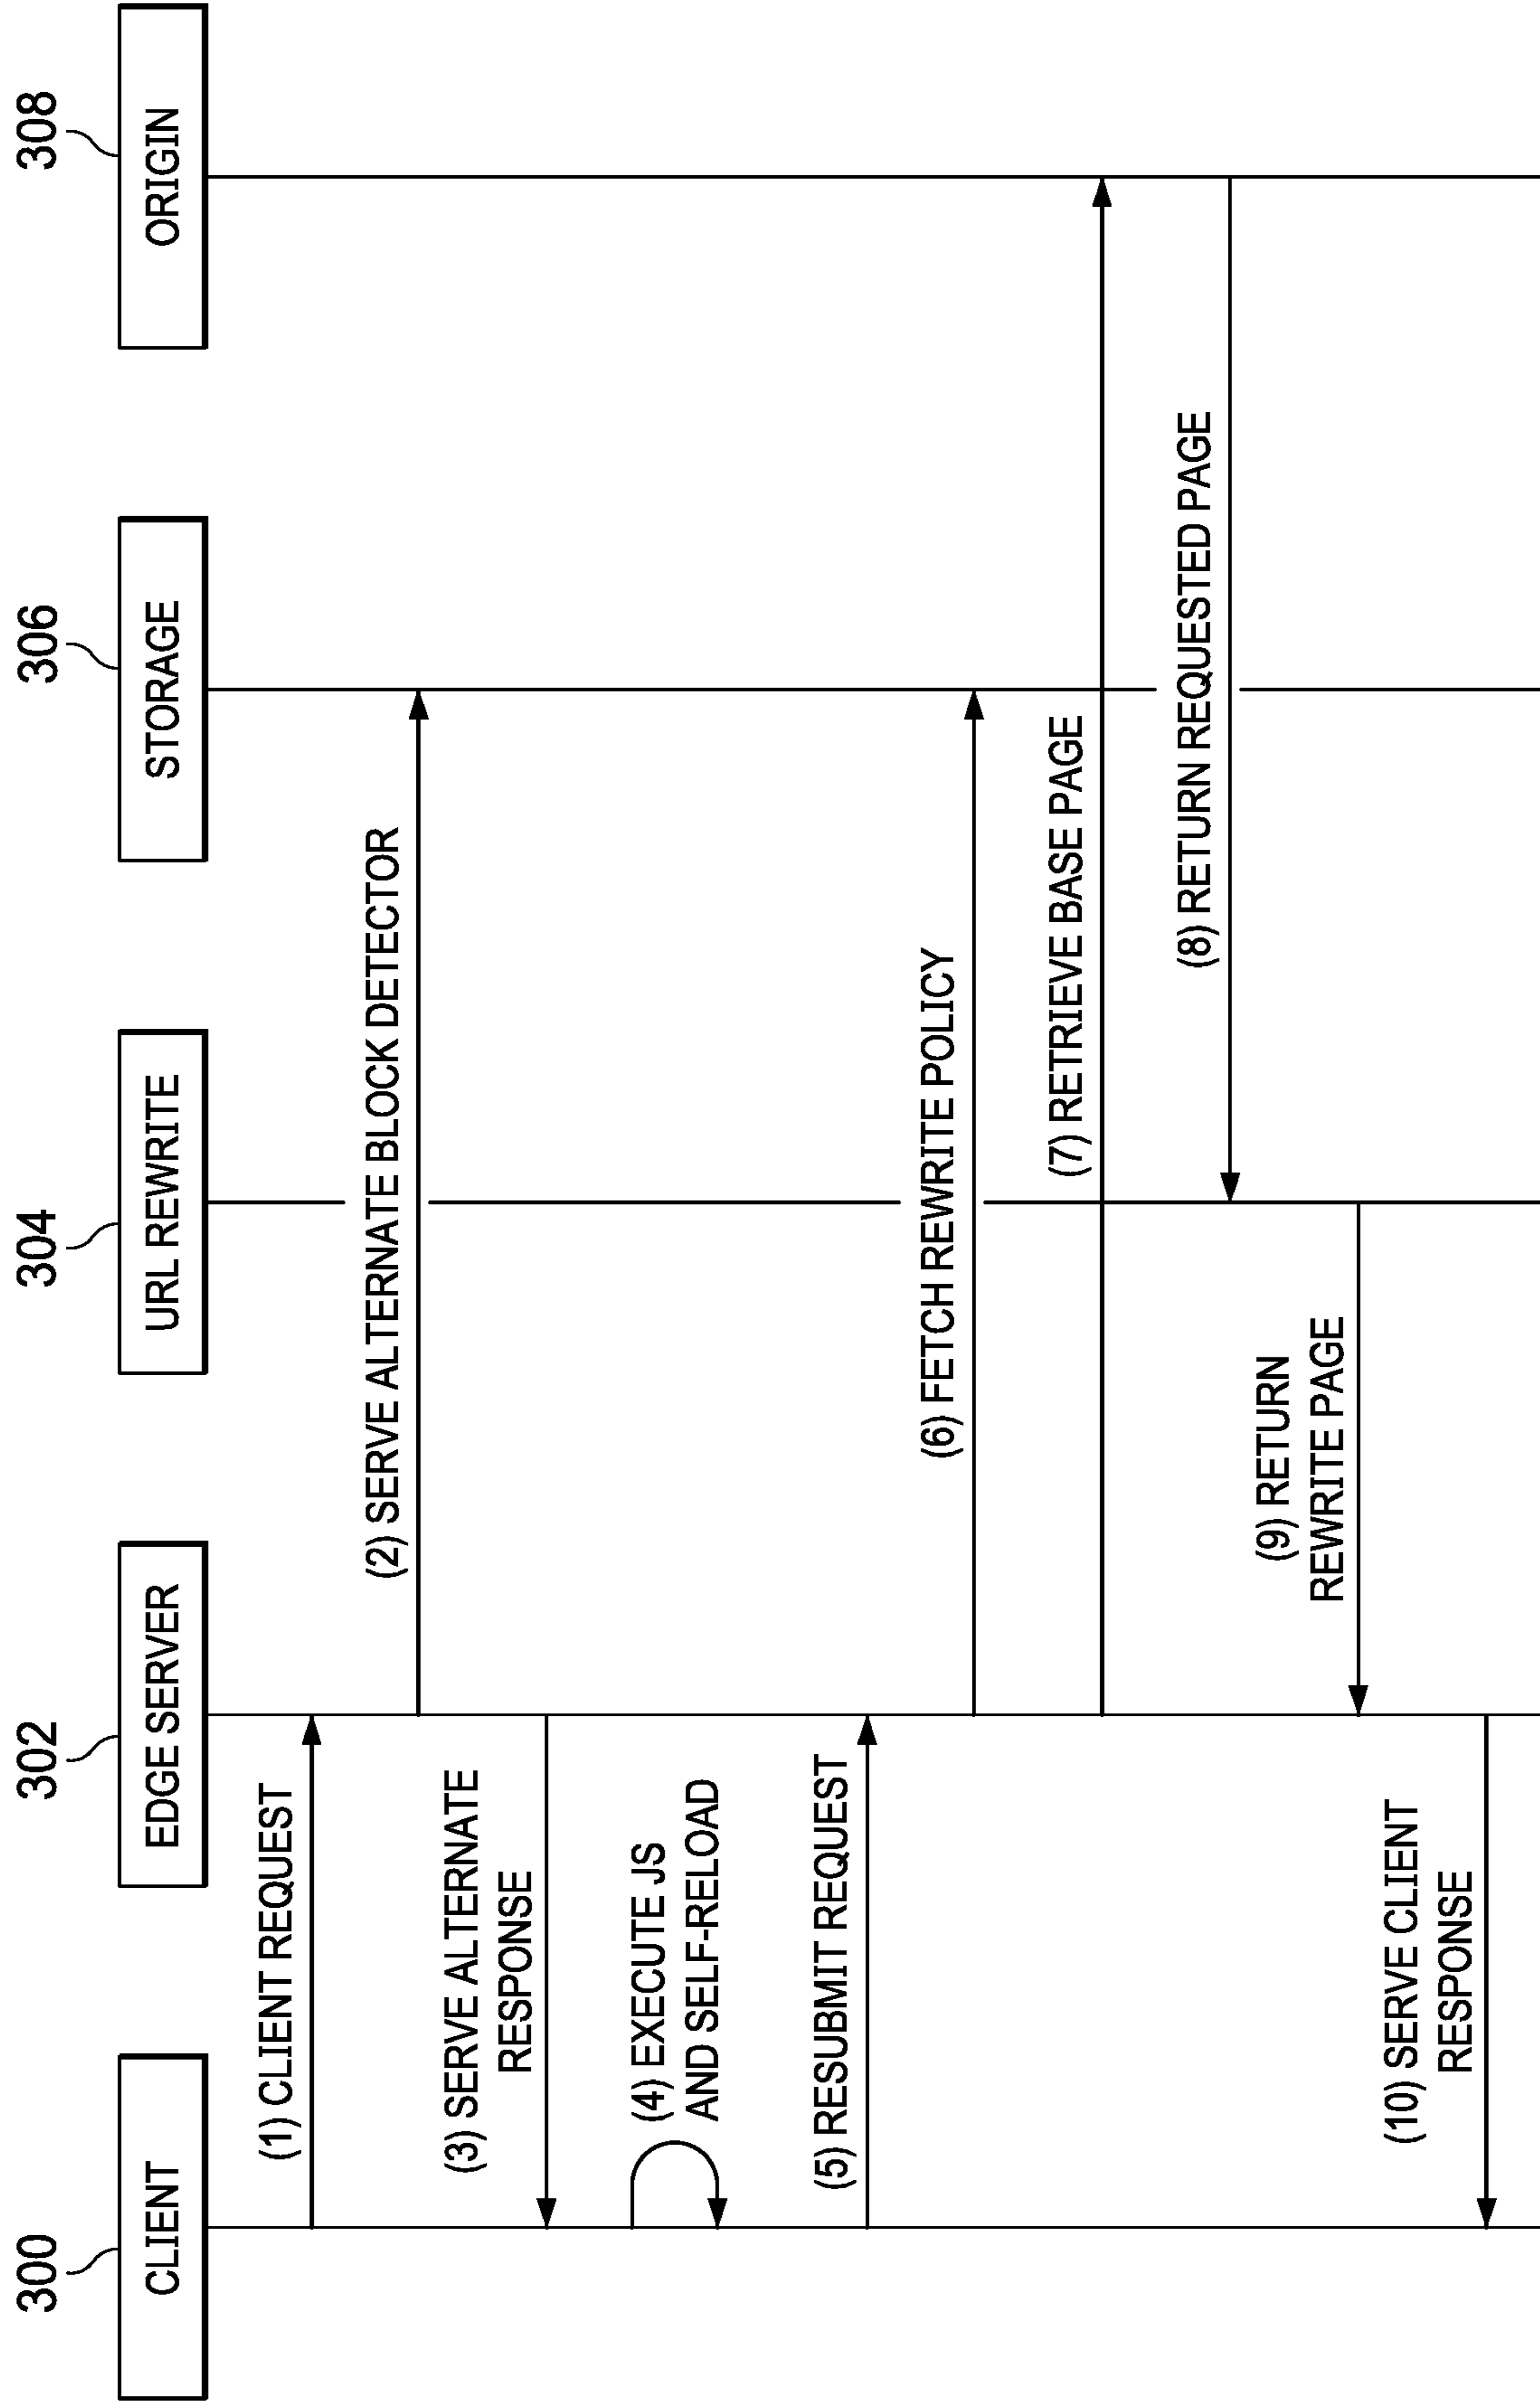 300
302
304
306
308
CLIENT
EDGE SERVER
URL REWRITE
STORAGE
ORIGIN
(1) CLIENT REQUEST
(2) SERVE ALTERNATE BLOCK DETECTOR
(3) SERVE ALTERNATE
RESPONSE
(4) EXECUTE JS
AND SELF-RELOAD
(5) RESUBMIT REQUEST
(6) FETCH REWRITE POLICY
(7) RETRIEVE BASE PAGE
(8) RETURN REQUESTED PAGE
(9) RETURN
REWRITE PAGE
(10) SERVE CLIENT
RESPONSE